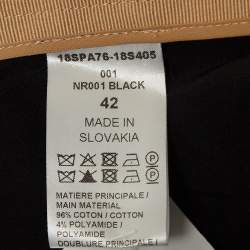 18SPA76-18S405
001
NR001 BLACK
42
MADE IN
SLOVAKIA
MATIERE PRINCIPALE /
MAIN MATERIAL
96% COTON / COTTON
4% POLYAMIDE /
POLYAMIDE
DOUBLURE PRINCIPALE /